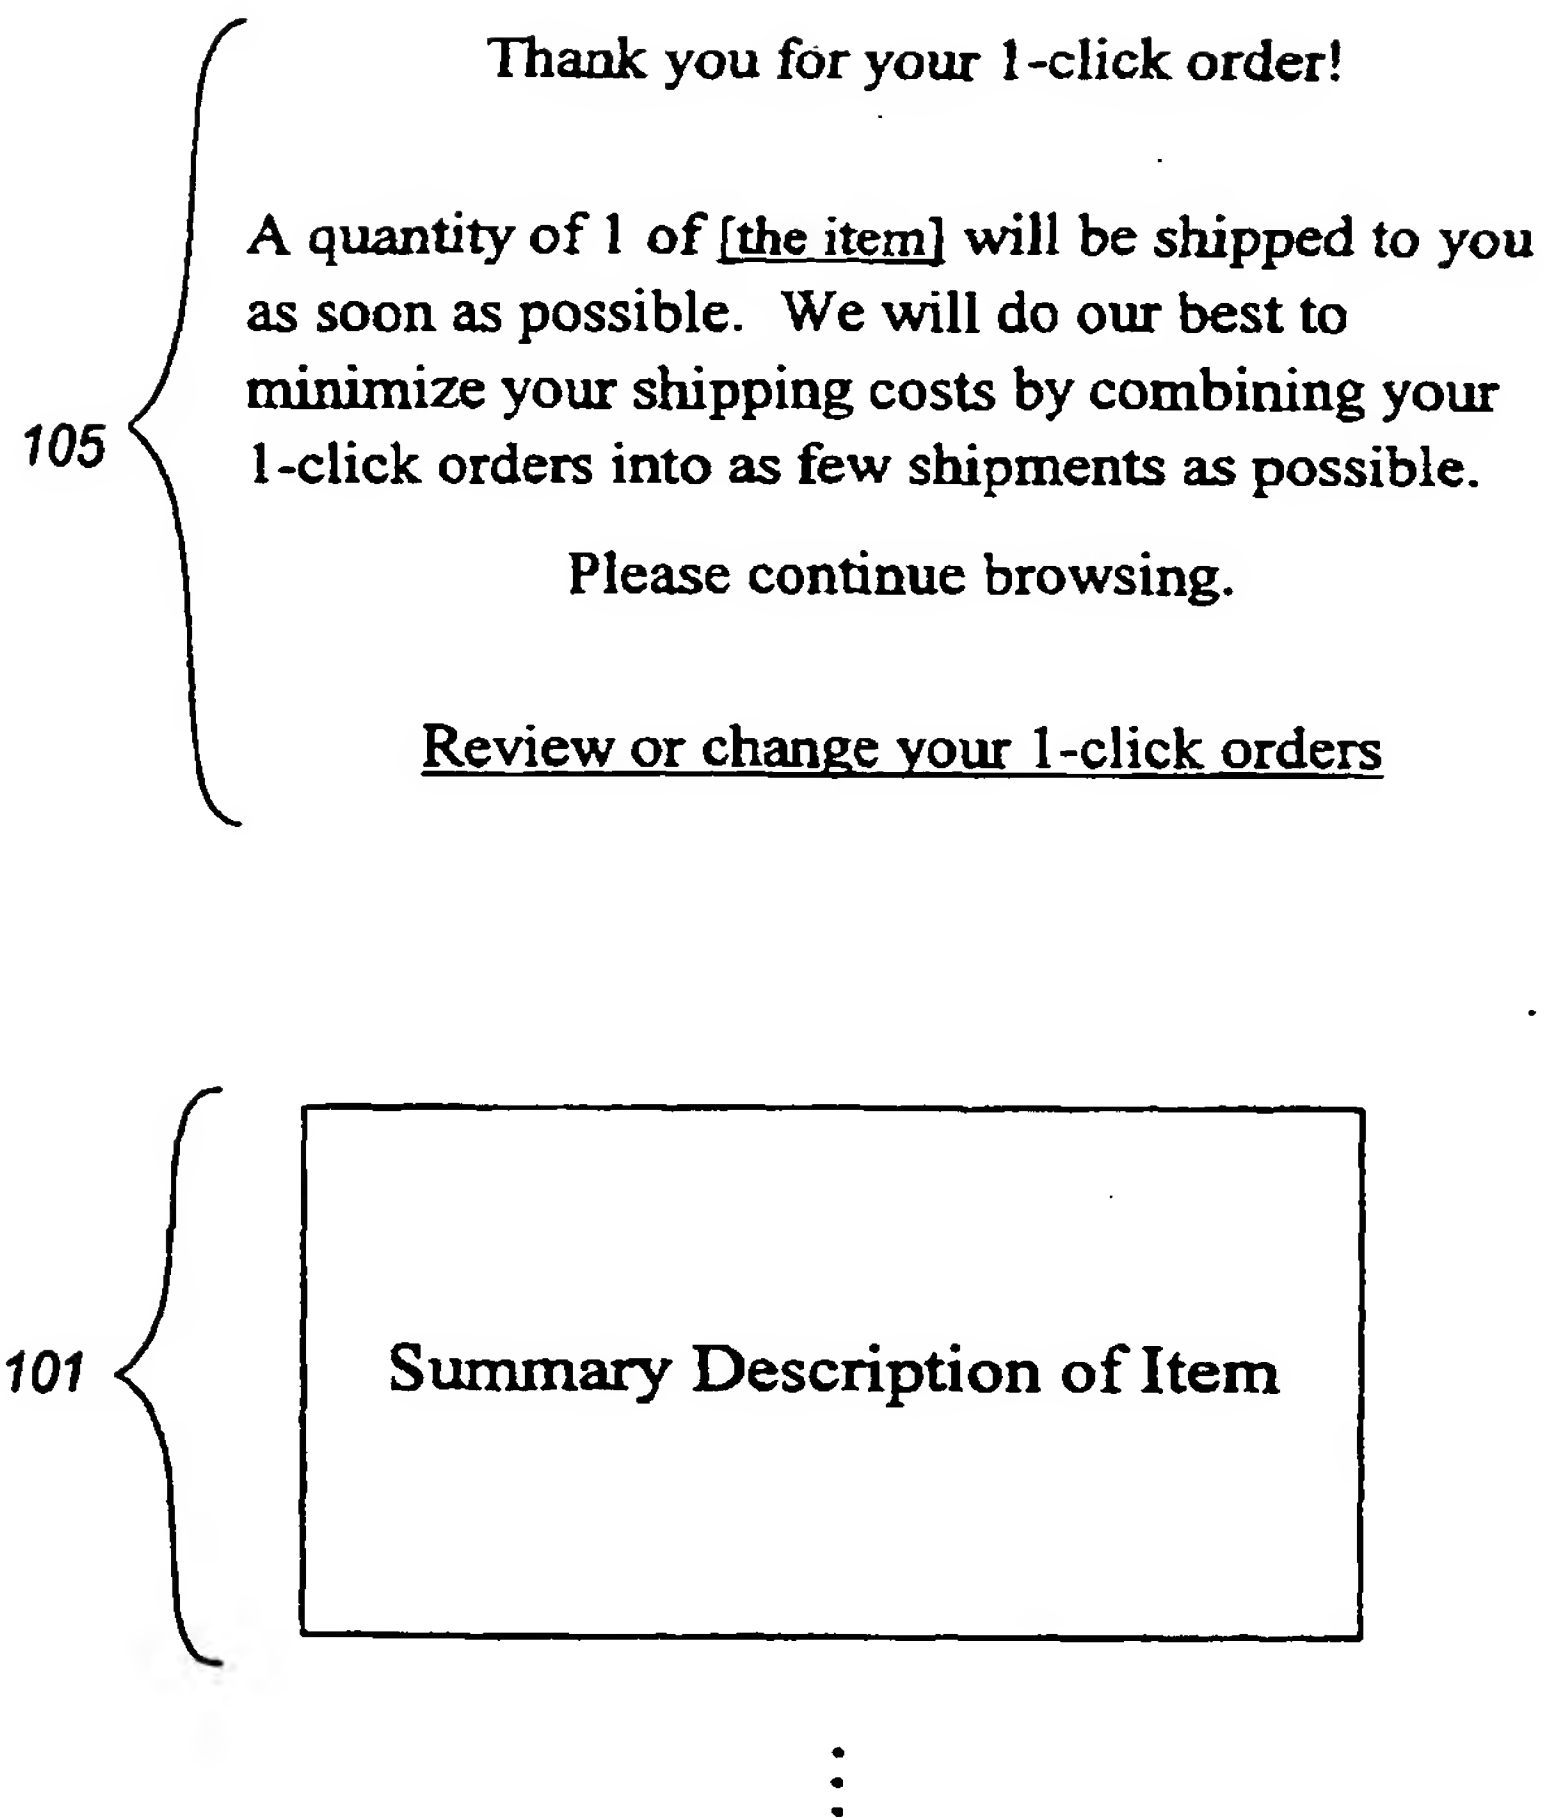 Thank you for your 1-click order!
A quantity of 1 of [the item] will be shipped to you
as soon as possible. We will do our best to
minimize your shipping costs by combining your
1-click orders into as few shipments as possible.
105
Please continue browsing.
Review or change your 1-click orders
101
Summary Description of Item